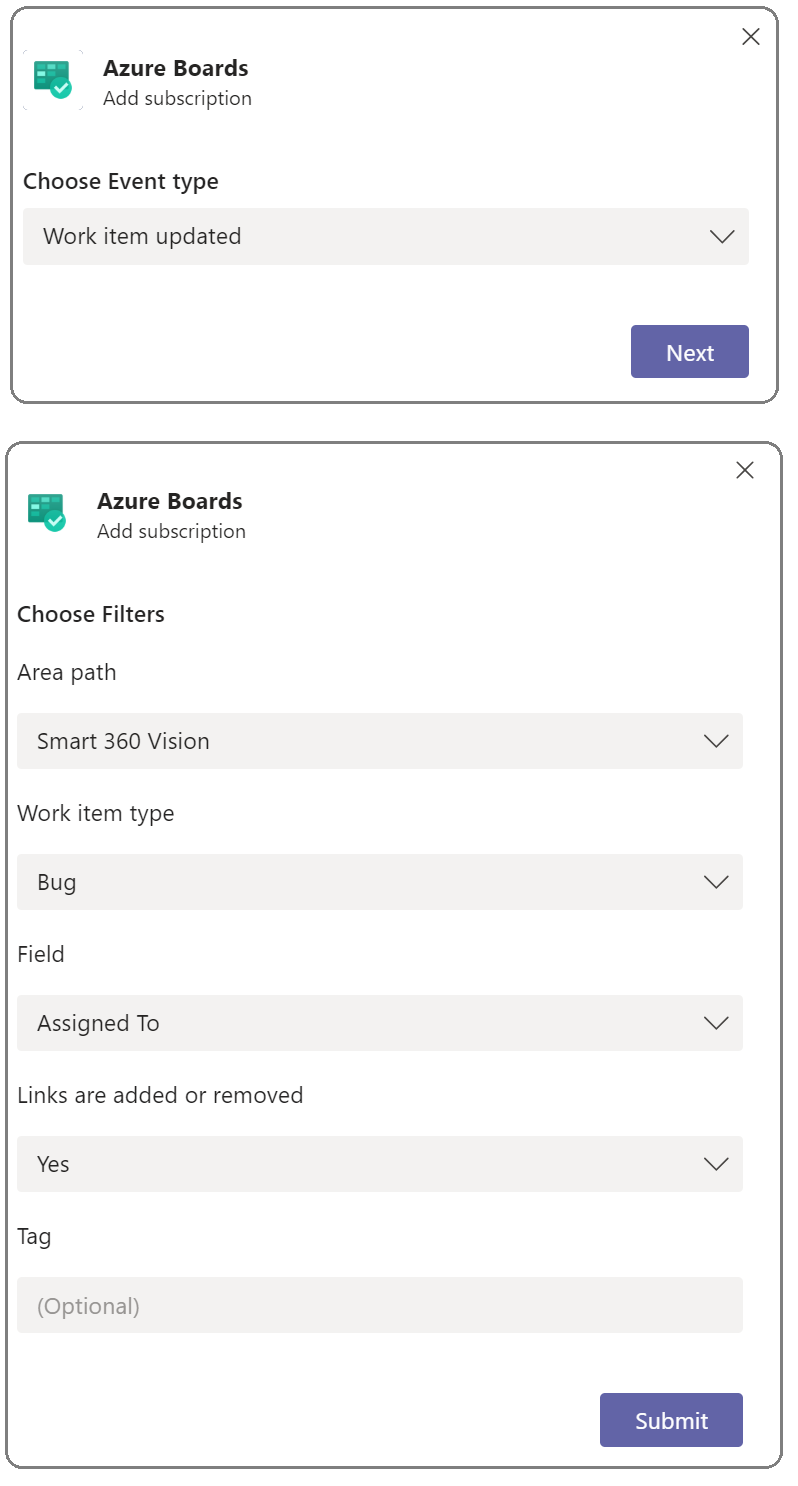 Azure Boards
Add subscription
Choose Event type
Work item updated
Next
Azure Boards
Add subscription
Choose Filters
Area path
Smart 360 Vision
Work item type
Bug
Field
Assigned To
Links are added or removed
Yes
Tag
(Optional)
Submit